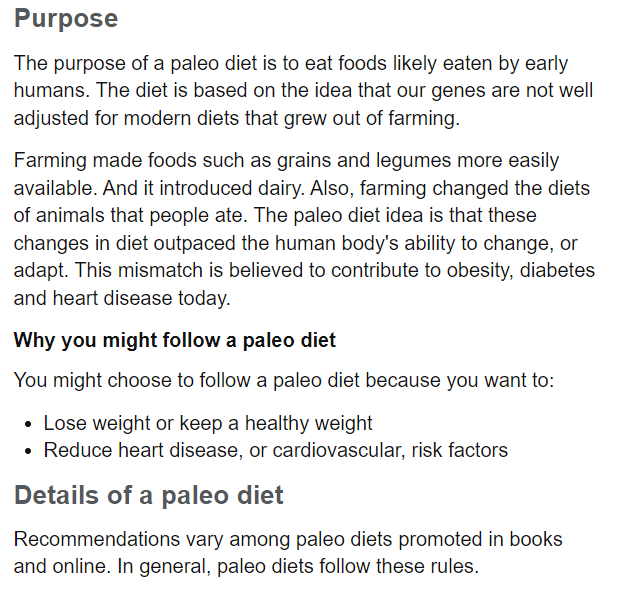 Purpose
The purpose of a paleo diet is to eat foods likely eaten by early
humans. The diet is based on the idea that our genes are not well
adjusted for modern diets that grew out of farming.
Farming made foods such as grains and legumes more easily
available. And it introduced dairy. Also, farming changed the diets
of animals that people ate. The paleo diet idea is that these
changes in diet outpaced the human body's ability to change, or
adapt. This mismatch is believed to contribute to obesity, diabetes
and heart disease today.
Why you might follow a paleo diet
You might choose to follow a paleo diet because you want to:
• Lose weight or keep a healthy weight
• Reduce heart disease, or cardiovascular, risk factors
Details of a paleo diet
Recommendations vary among paleo diets promoted in books
and online. In general, paleo diets follow these rules.